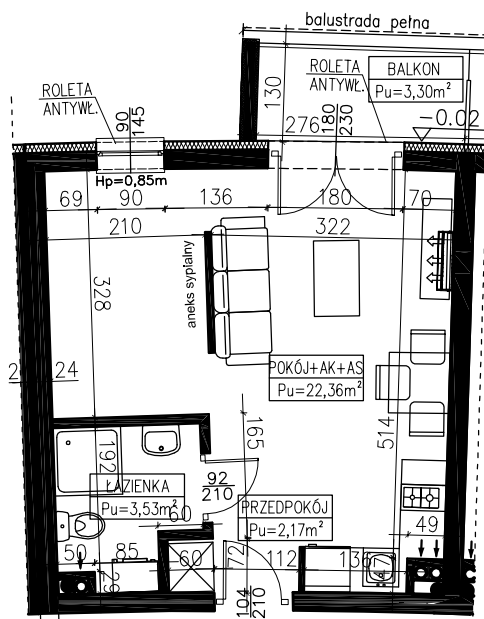 balustrada pełna
ROLETA
ANTYWŁ.
90
145
130
276
ROLETA
ANTYWŁ.
180
230
BALKON
Pu=3,30m²
-0.02
Hp=0,85m
69
90
136
180
70
210
322
aneks sypialny
328
24
POKÓJ+AK+AS
Pu=22,36m²
514
165
192
ŁAZIENKA
Pu=3,53m²
92
210
60
PRZEDPOKÓJ
Pu=2,17m²
49
50
85
29
60
72
112
104
210